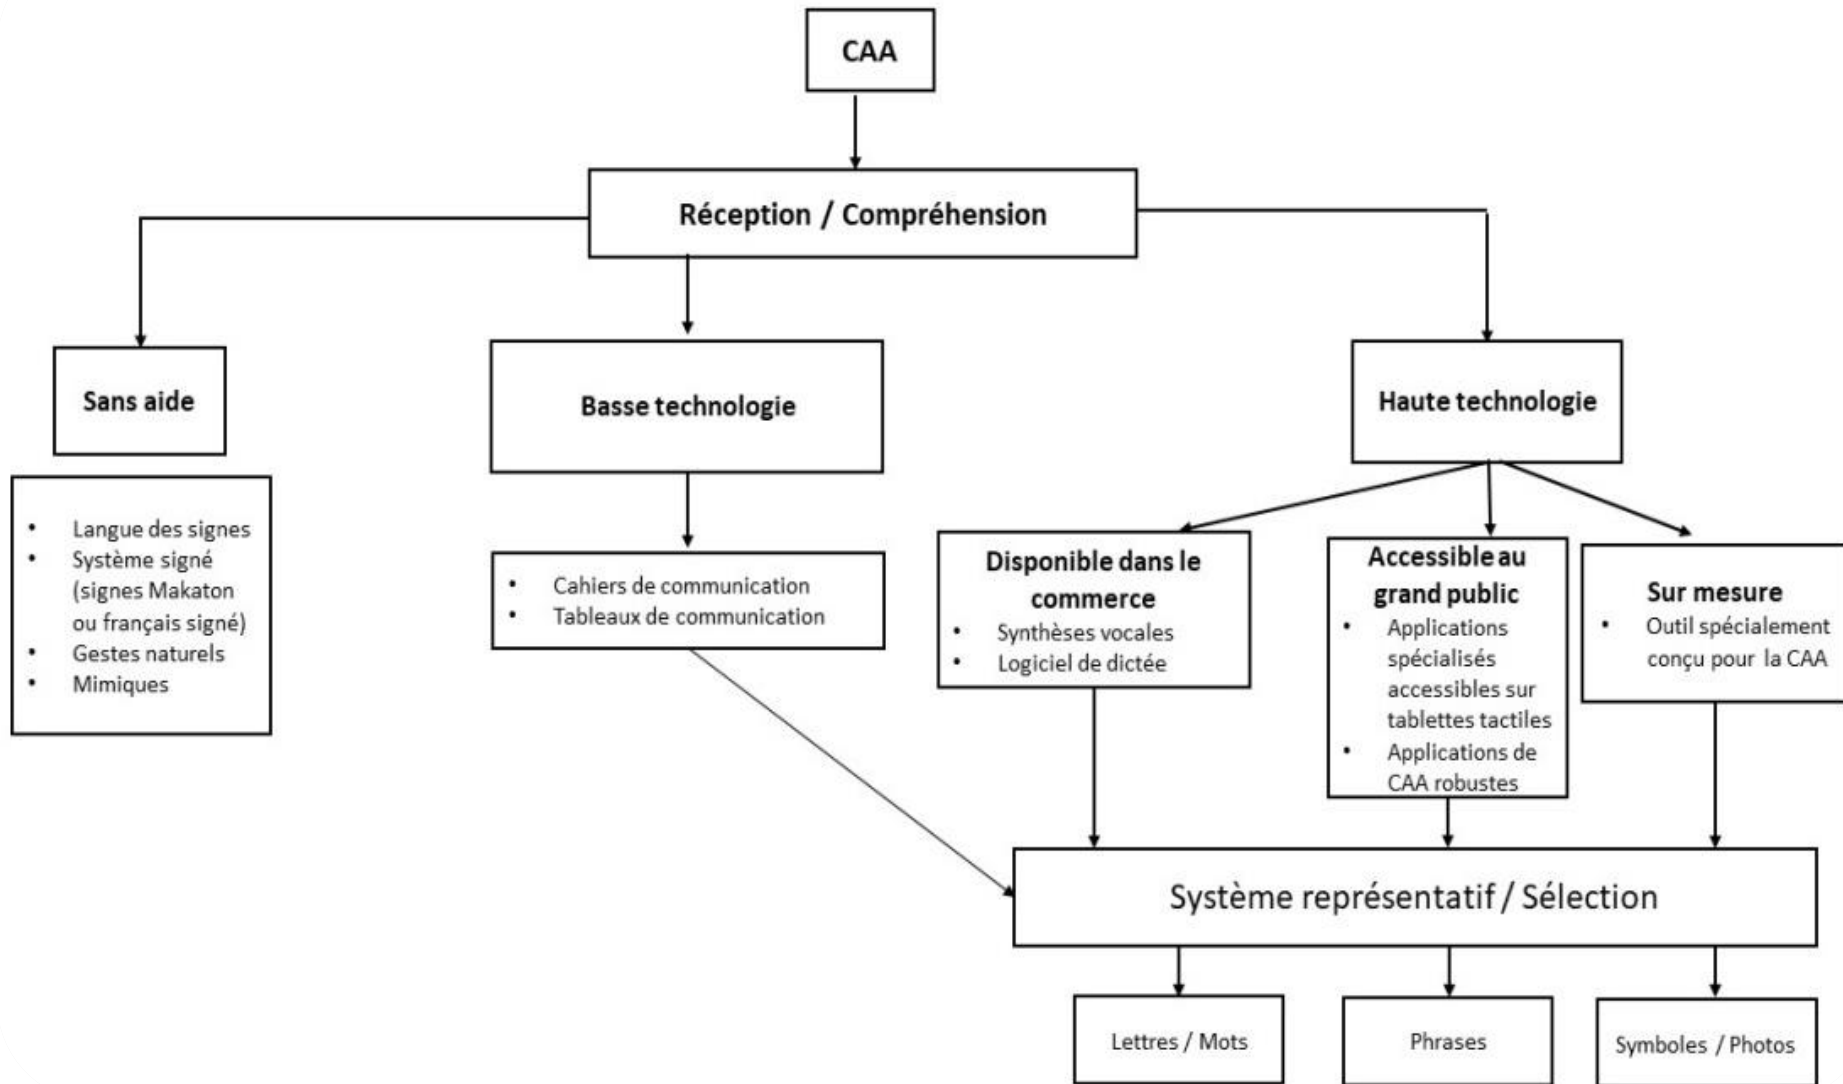 CAA
Réception / Compréhension
Sans aide
Basse technologie
Haute technologie
• Langue des signes
• Système signé
(signes Makaton
ou français signé)
• Gestes naturels
• Mimiques
• Cahiers de communication
• Tableaux de communication
Disponible dans le
commerce
• Synthèses vocales
• Logiciel de dictée
Accessible au
grand public
• Applications
spécialisés
accessibles sur
tablettes tactiles
• Applications de
CAA robustes
Sur mesure
• Outil spécialement
conçu pour la CAA
Système représentatif / Sélection
Lettres / Mots
Phrases
Symboles / Photos